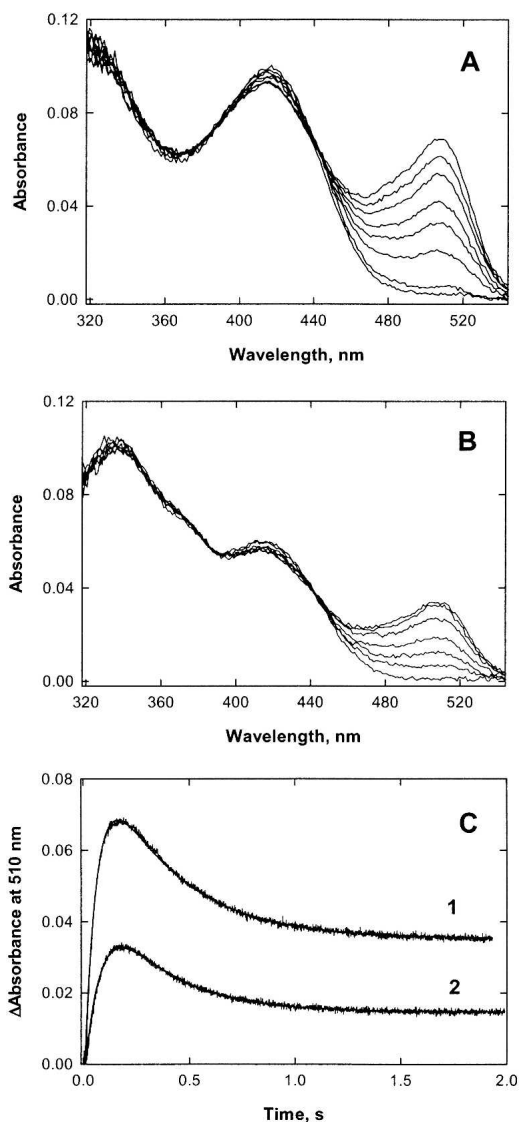 A
0.12
0.08
0.04
0.00
Absorbance
320 360 400 440 480 520
Wavelength, nm
B
0.12
0.08
0.04
0.00
Absorbance
320 360 400 440 480 520
Wavelength, nm
C
0.08
0.06
0.04
0.02
0.00
ΔAbsorbance at 510 nm
1
2
0.0 0.5 1.0 1.5 2.0
Time, s